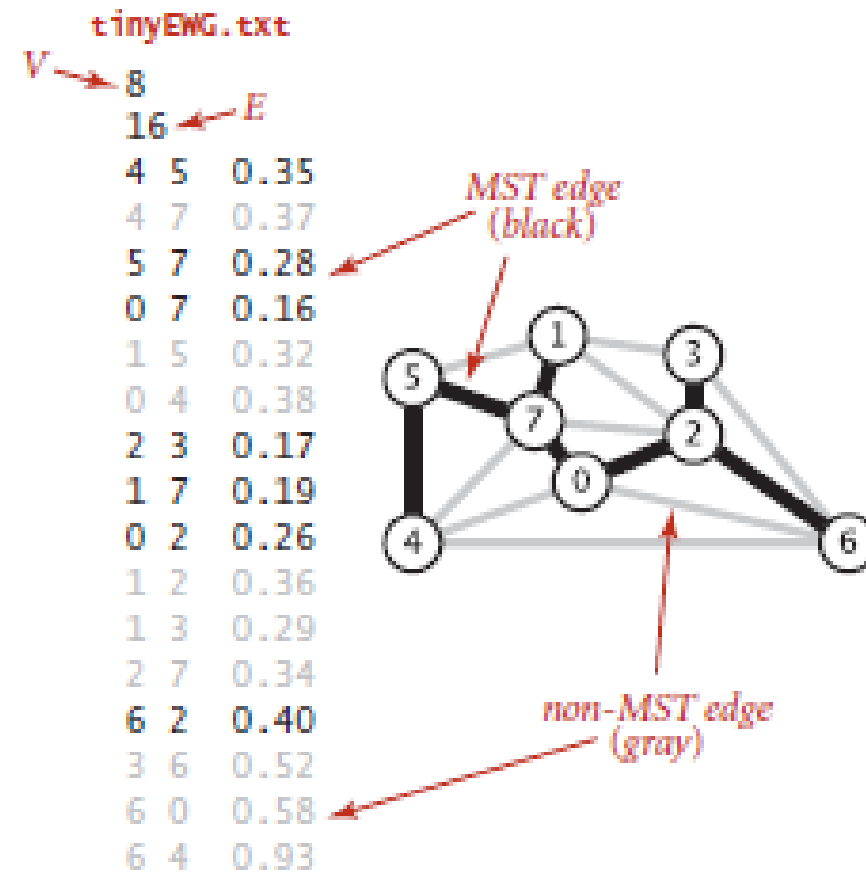 tinyEWG.txt
V
8
16
E
4 5 0.35
4 7 0.37
5 7 0.28
0 7 0.16
1 5 0.32
0 4 0.38
2 3 0.17
1 7 0.19
0 2 0.26
1 2 0.36
1 3 0.29
2 7 0.34
6 2 0.40
3 6 0.52
6 0 0.58
6 4 0.93
MST edge
(black)
1
3
5
7
2
0
4
6
non-MST edge
(gray)